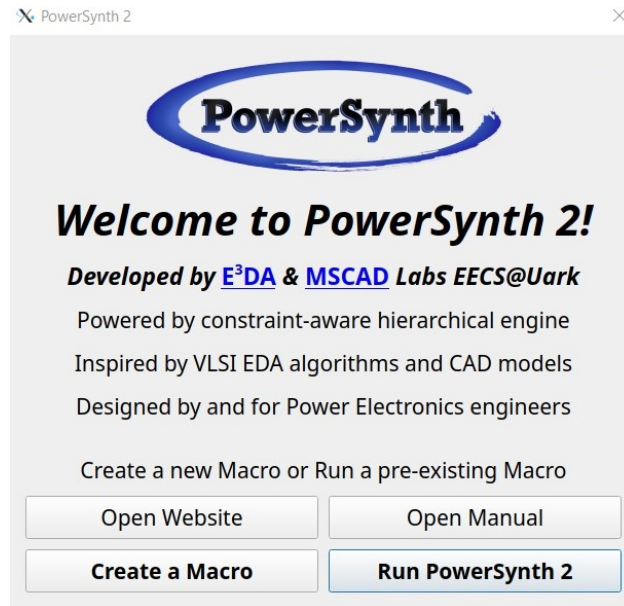 PowerSynth 2
PowerSynth
Welcome to PowerSynth 2!
Developed by E³DA & MSCAD Labs EECS@Uark
Powered by constraint-aware hierarchical engine
Inspired by VLSI EDA algorithms and CAD models
Designed by and for Power Electronics engineers
Create a new Macro or Run a pre-existing Macro
Open Website Open Manual
Create a Macro Run PowerSynth 2